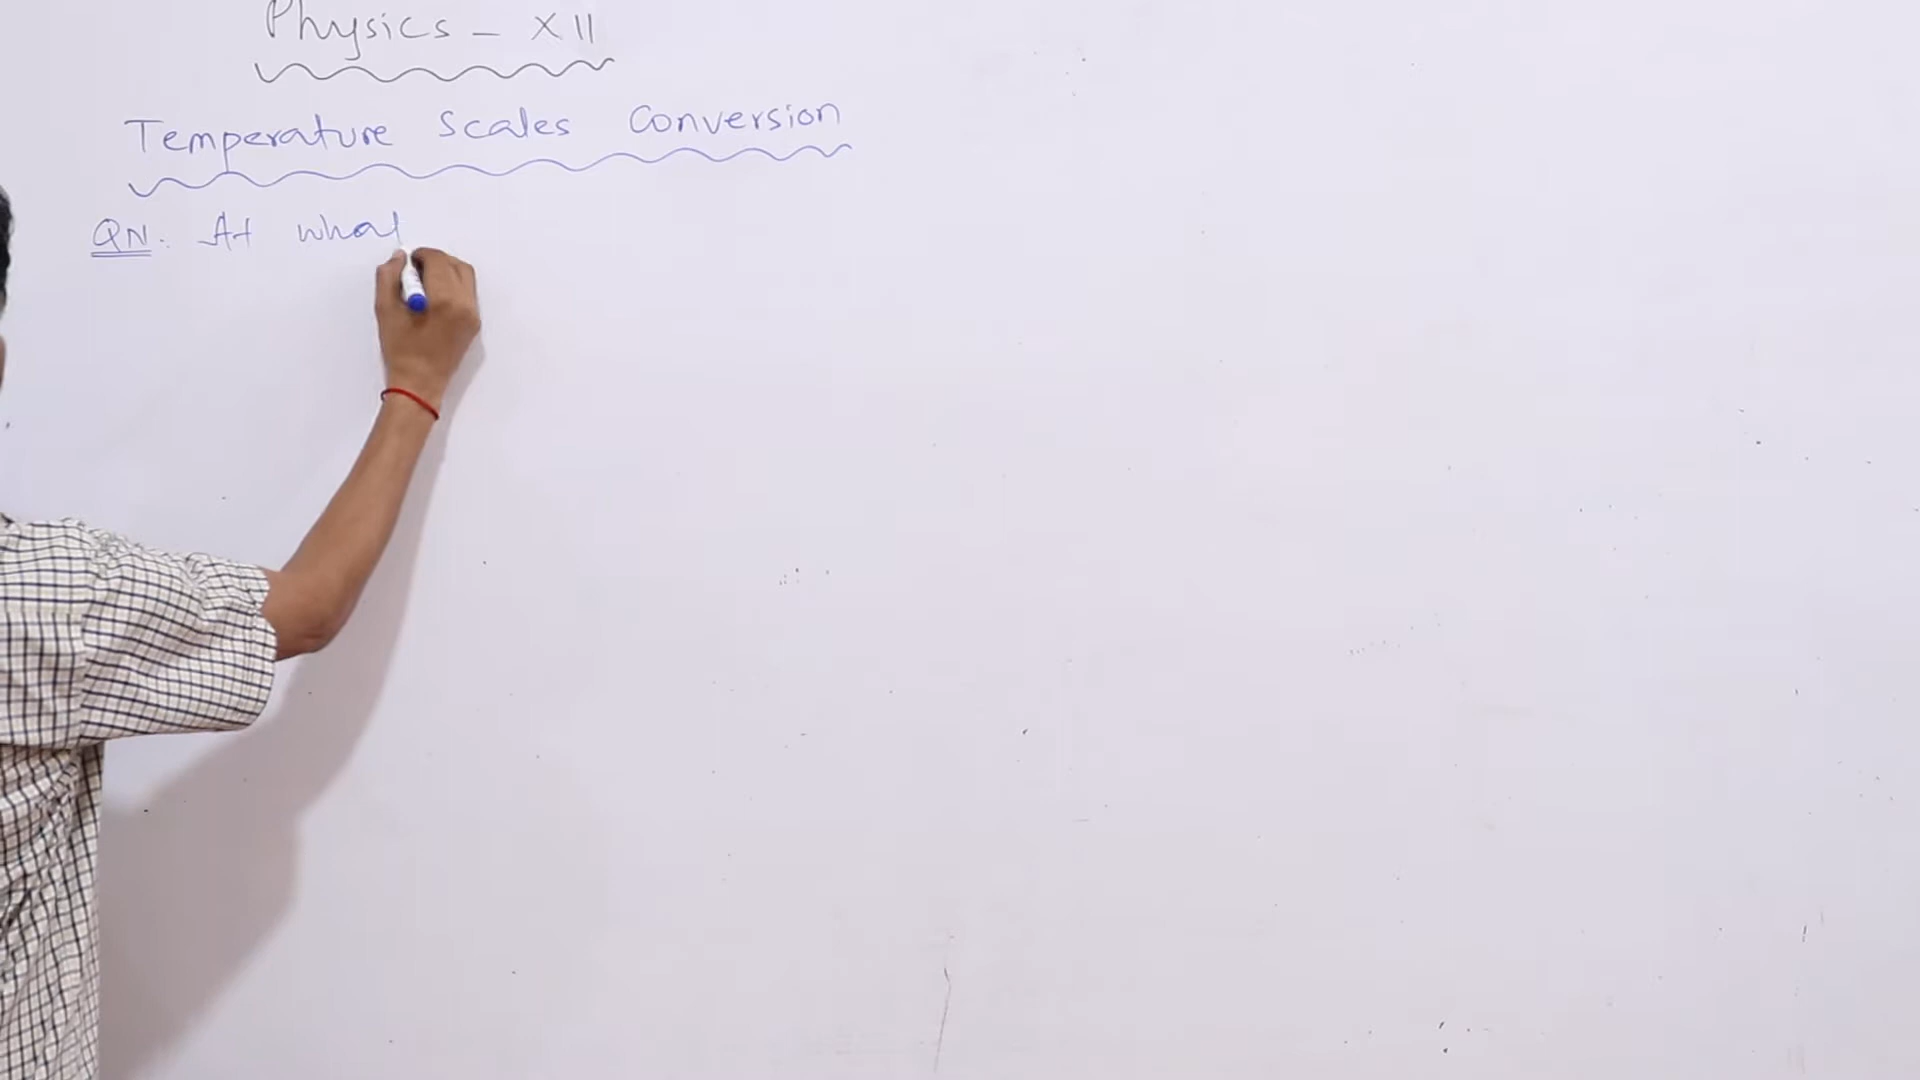 Physics - XII
Temperature Scales Conversion
QN. At what